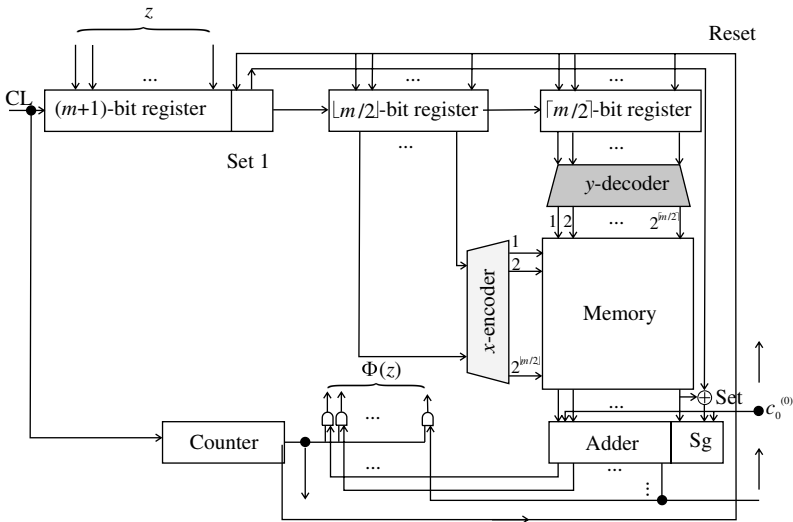 z
Reset
...
...
...
CL
(m+1)-bit register
⌊m/2⌋-bit register
⌈m/2⌉-bit register
...
...
Set 1
y-decoder
1 2 ... 2^⌈m/2⌉
1
2
x-encoder
Memory
2^⌊m/2⌋
Φ(z)
...
Set
c₀⁽⁰⁾
...
Counter
Adder
Sg
...
...
...